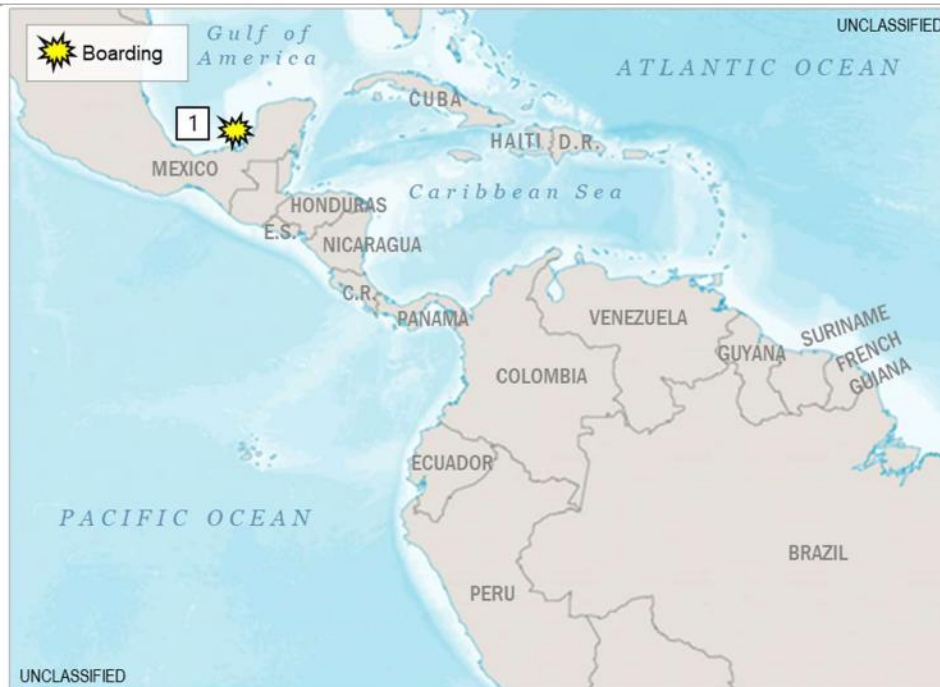 UNCLASSIFIED
Boarding
Gulf of
America
ATLANTIC OCEAN
CUBA
1
HAITI
D.R.
MEXICO
Caribbean Sea
HONDURAS
E.S.
NICARAGUA
C.R.
PANAMA
VENEZUELA
SURINAME
GUYANA
FRENCH
GUIANA
COLOMBIA
ECUADOR
PACIFIC OCEAN
BRAZIL
PERU
UNCLASSIFIED